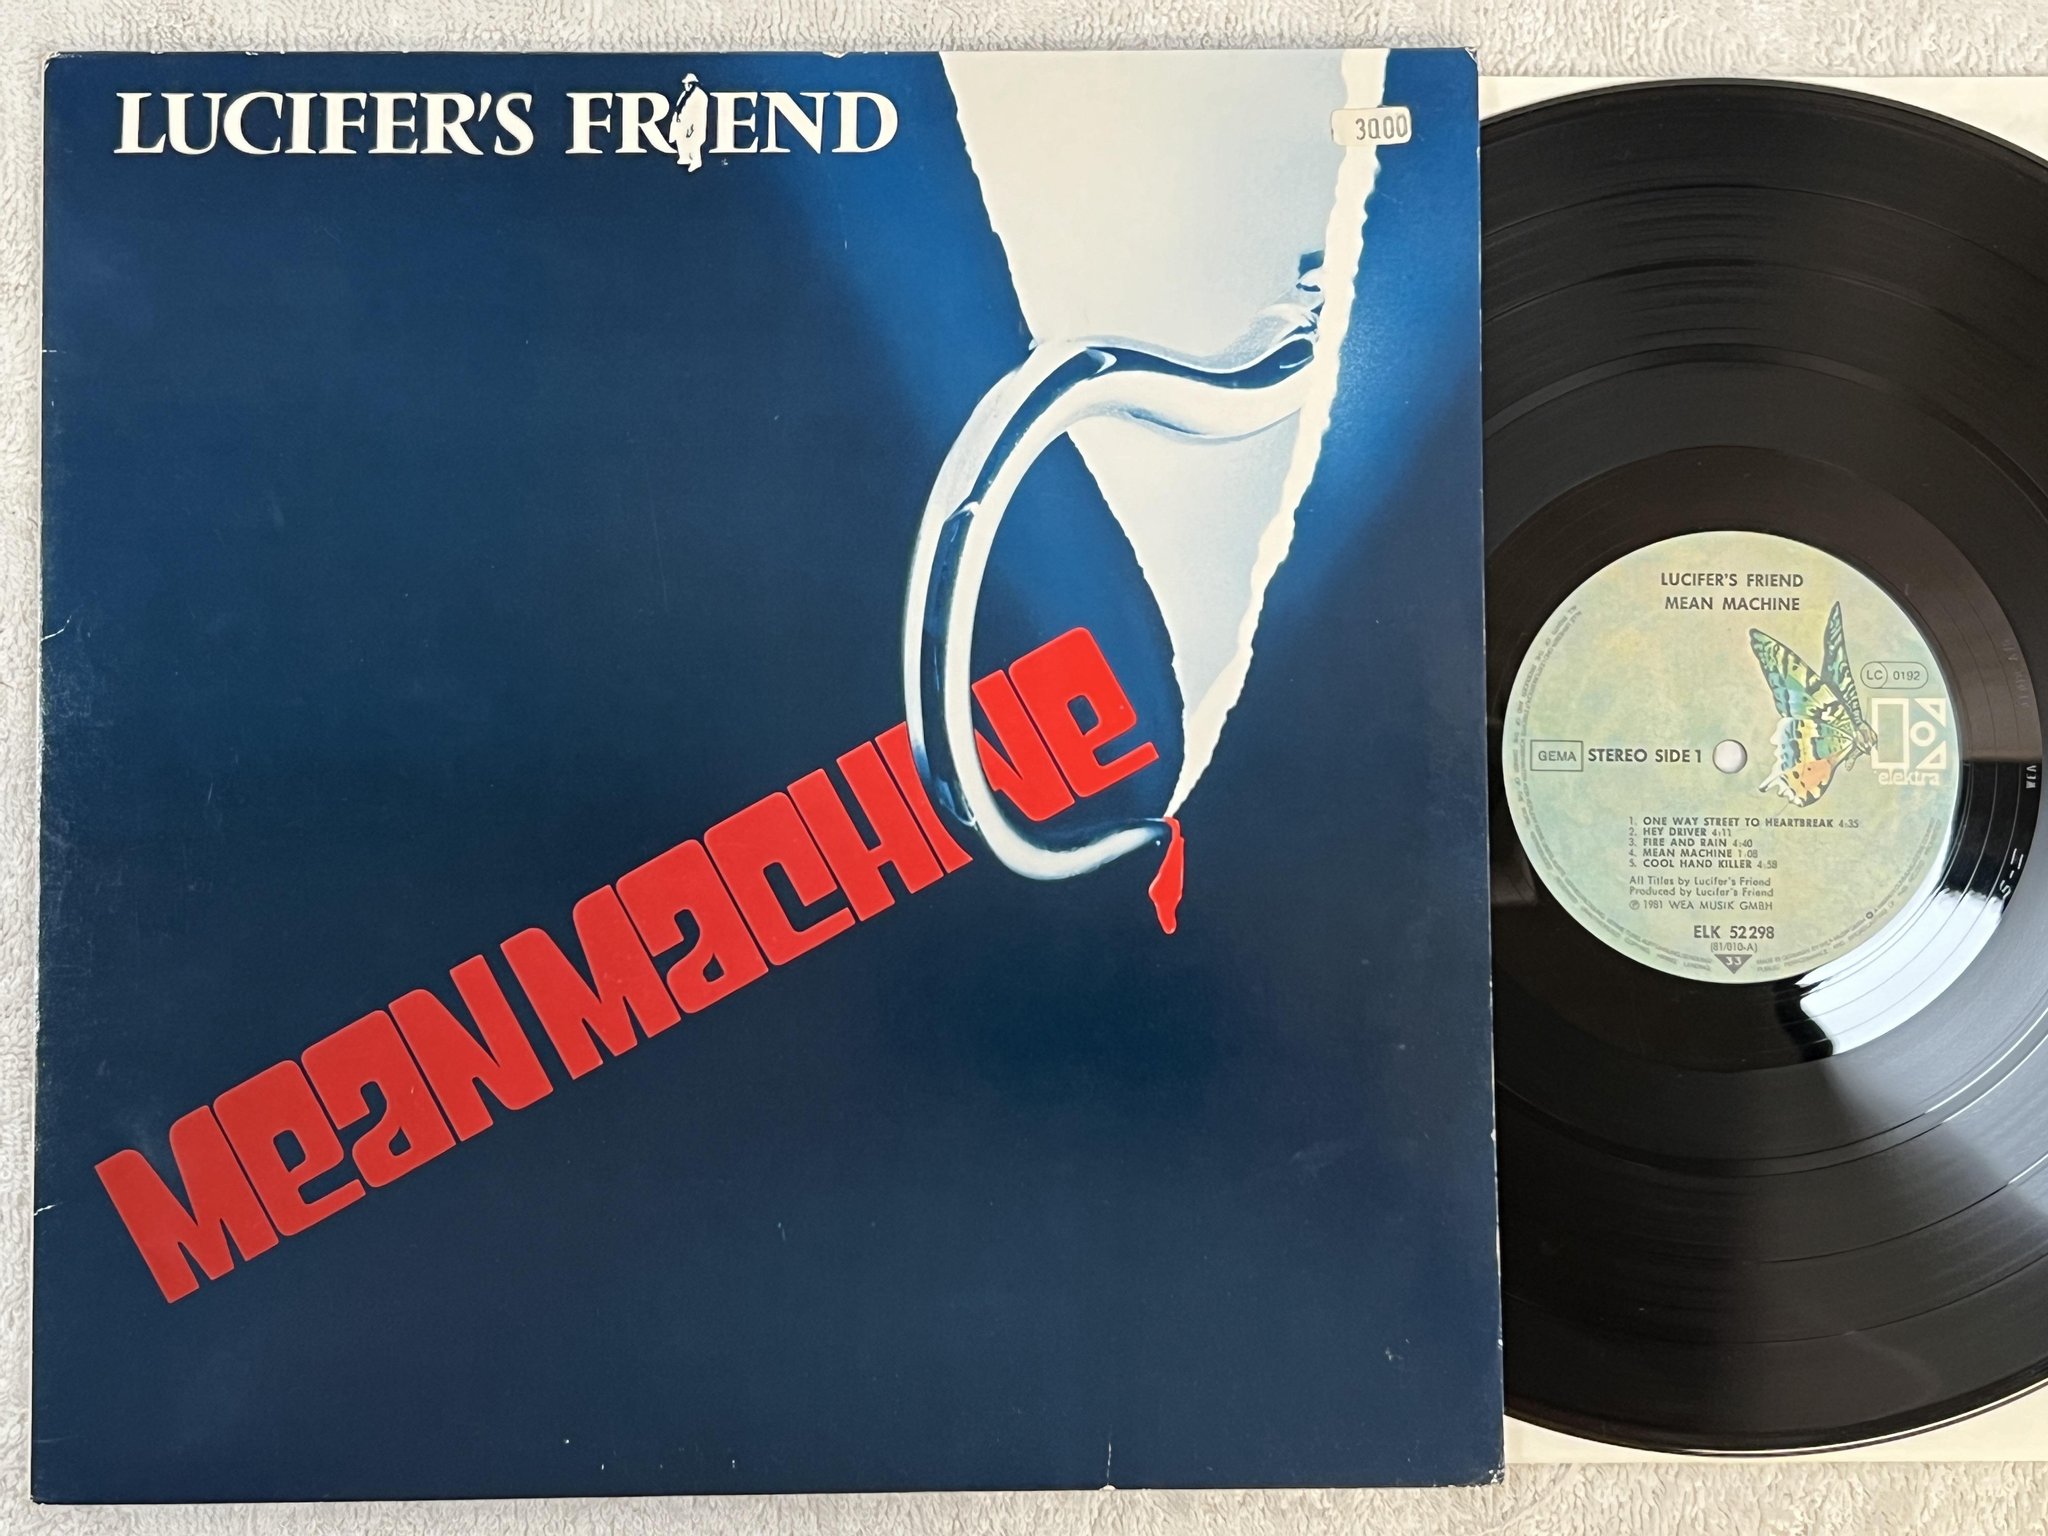 LUCIFER'S FRIEND
3000
MEAN MACHINE
LUCIFER'S FRIEND
MEAN MACHINE
LC 0192
GEMA STEREO SIDE 1
elektra
1. ONE WAY STREET TO HEARTBREAK 4:35
2. HEY DRIVER 4:11
3. FIRE AND RAIN 4:40
4. MEAN MACHINE 1:08
5. COOL HAND KILLER 4:58
All Titles by Lucifer's Friend
Produced by Lucifer's Friend
℗ 1981 WEA MUSIK GMBH
ELK 52 298
(81/010-A)
33